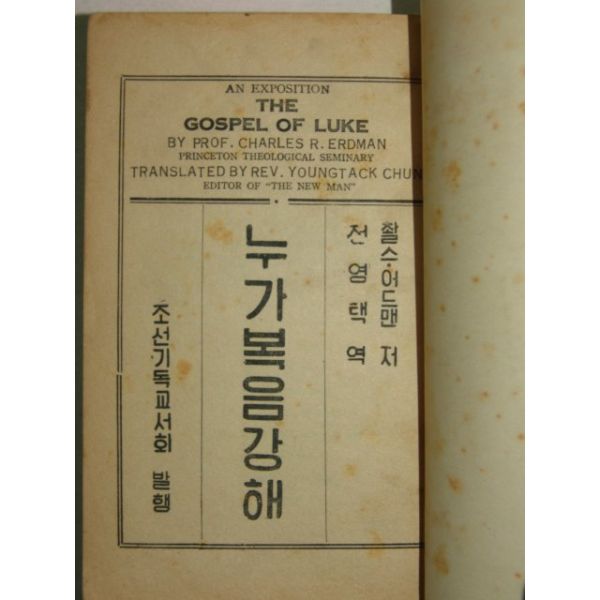 AN EXPOSITION
THE
GOSPEL OF LUKE
BY PROF. CHARLES R. ERDMAN
PRINCETON THEOLOGICAL SEMINARY
TRANSLATED BY REV. YOUNGTACK CHUN
EDITOR OF "THE NEW MAN"
촬수어드맨 저
전영택 역
누가복음강해
조선기독교서회 발행